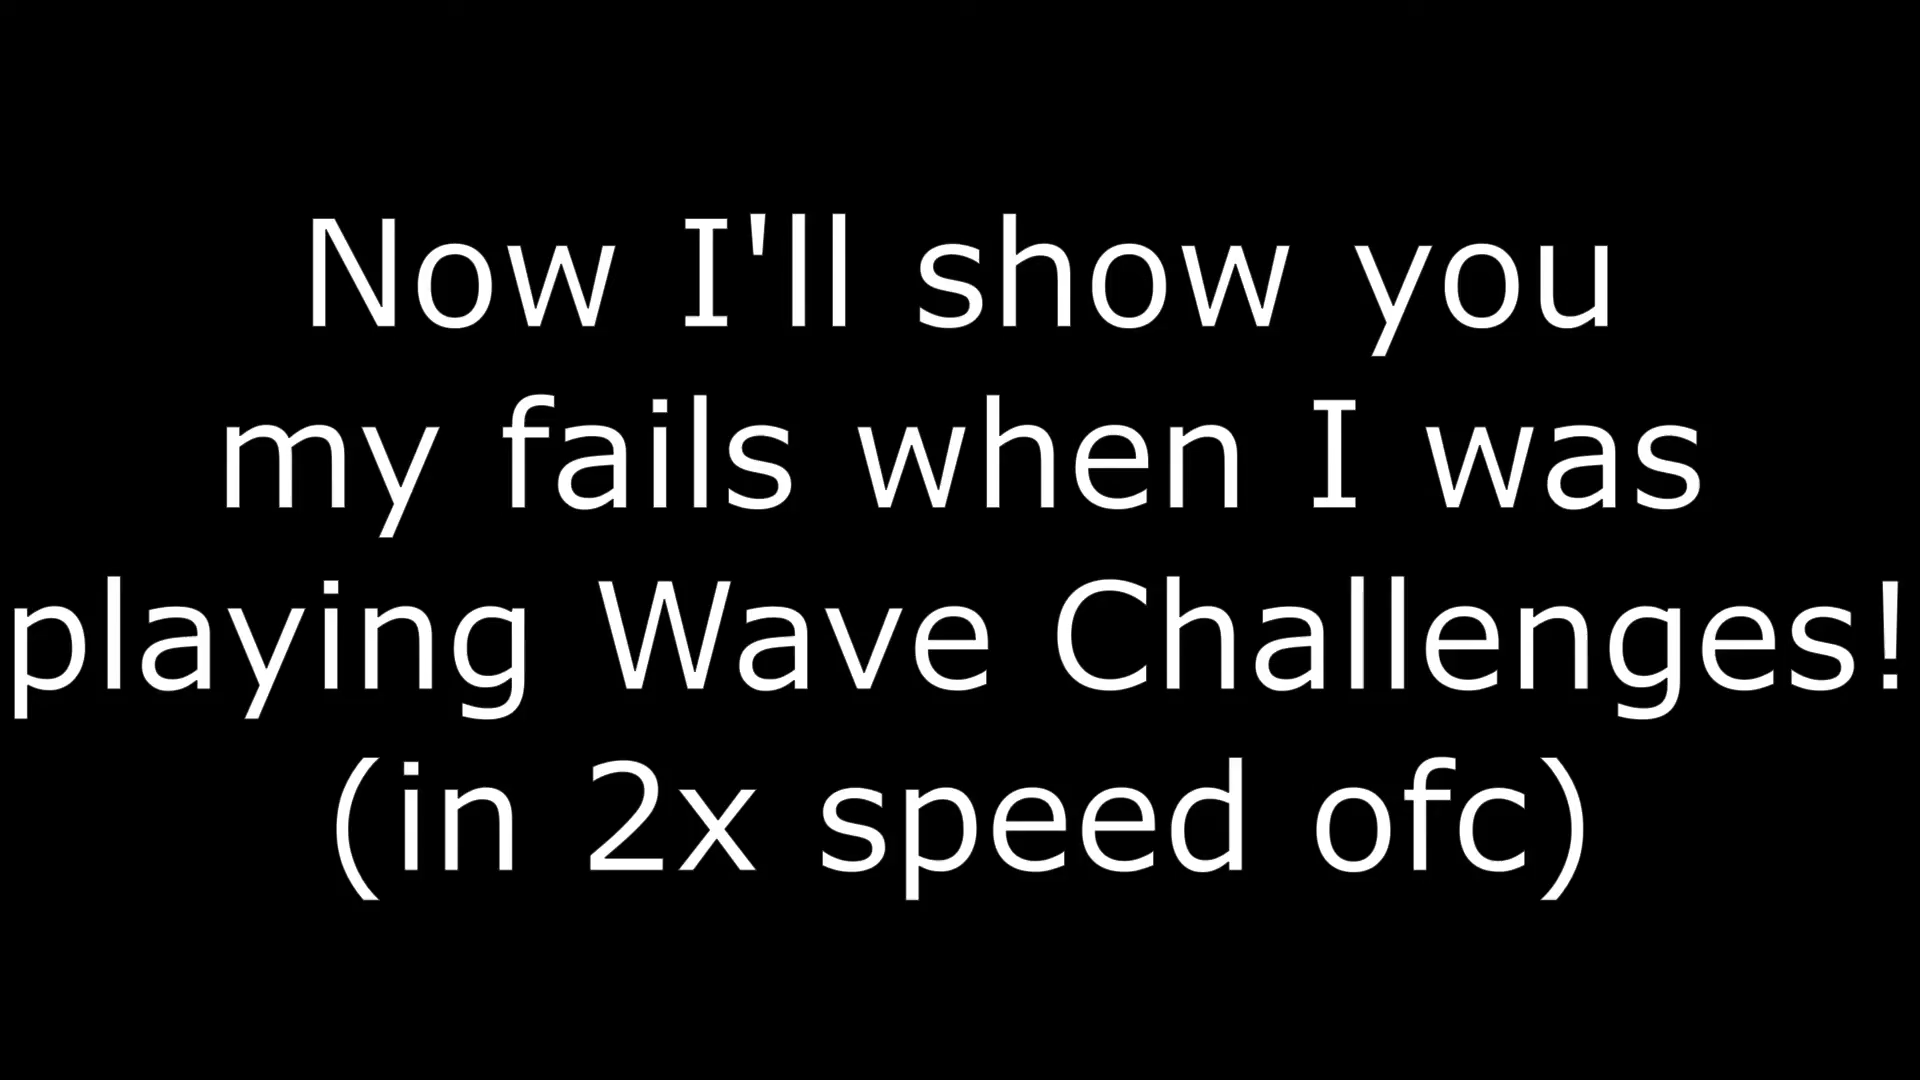 Now I'll show you
my fails when I was
playing Wave Challenges!
(in 2x speed ofc)